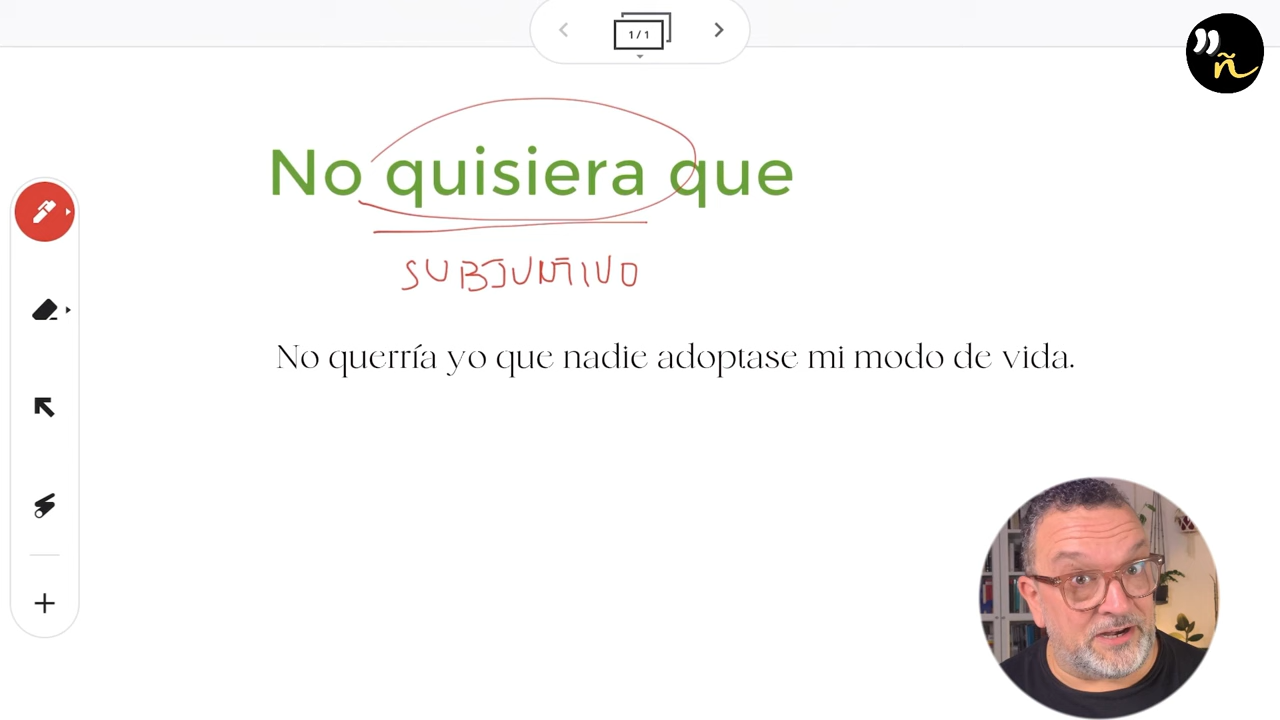 1 / 1
ñ
No quisiera que
SUBJUNTIVO
No querría yo que nadie adoptase mi modo de vida.